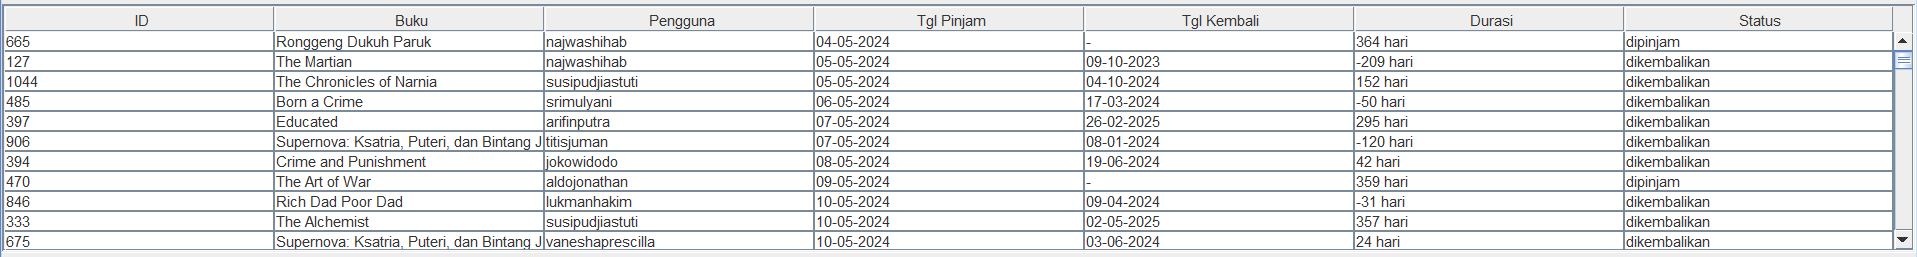 ID Buku Pengguna Tgl Pinjam Tgl Kembali Durasi Status
665 Ronggeng Dukuh Paruk najwashihab 04-05-2024 - 364 hari dipinjam
127 The Martian najwashihab 05-05-2024 09-10-2023 -209 hari dikembalikan
1044 The Chronicles of Narnia susipudjiastuti 05-05-2024 04-10-2024 152 hari dikembalikan
485 Born a Crime srimulyani 06-05-2024 17-03-2024 -50 hari dikembalikan
397 Educated arifinputra 07-05-2024 26-02-2025 295 hari dikembalikan
906 Supernova: Ksatria, Puteri, dan Bintang J titisjuman 07-05-2024 08-01-2024 -120 hari dikembalikan
394 Crime and Punishment jokowidodo 08-05-2024 19-06-2024 42 hari dikembalikan
470 The Art of War aldojonathan 09-05-2024 - 359 hari dipinjam
846 Rich Dad Poor Dad lukmanhakim 10-05-2024 09-04-2024 -31 hari dikembalikan
333 The Alchemist susipudjiastuti 10-05-2024 02-05-2025 357 hari dikembalikan
675 Supernova: Ksatria, Puteri, dan Bintang J vaneshaprescilla 10-05-2024 03-06-2024 24 hari dikembalikan